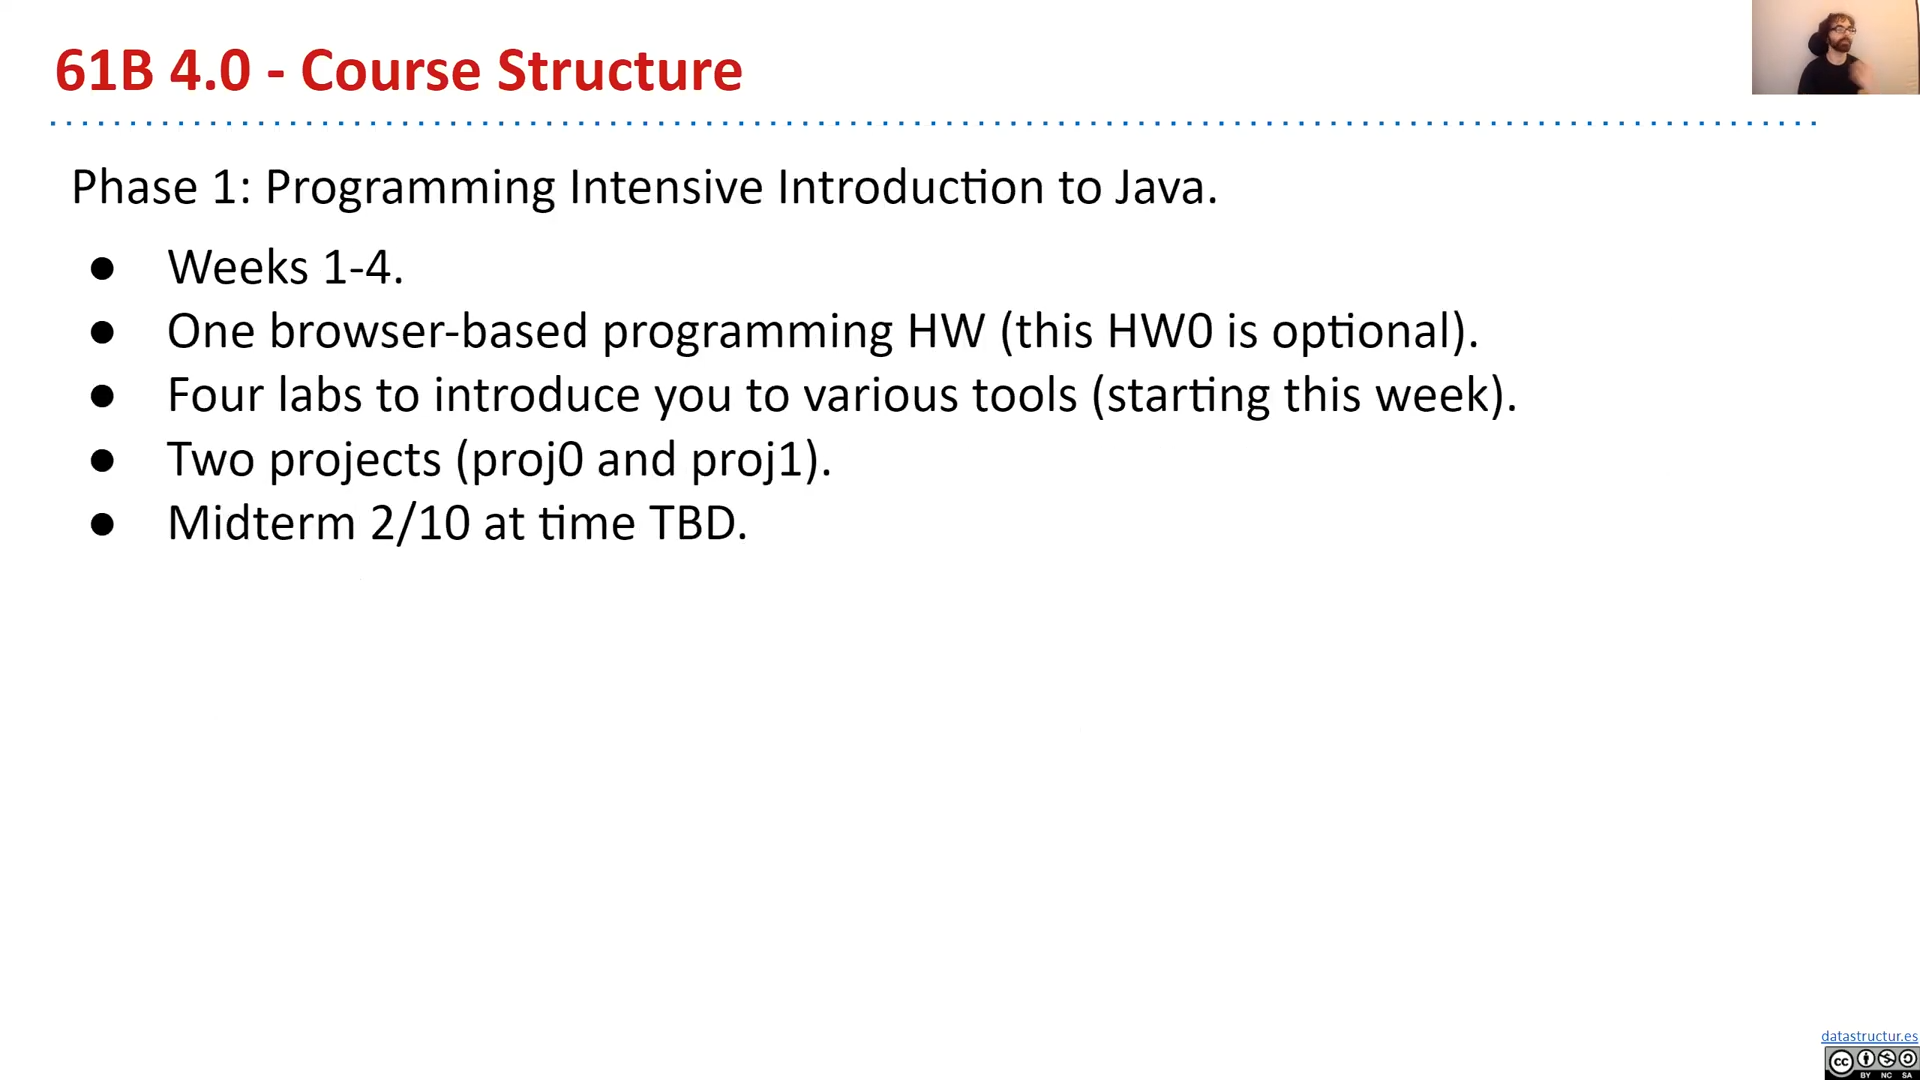 61B 4.0 - Course Structure
Phase 1: Programming Intensive Introduction to Java.
● Weeks 1-4.
● One browser-based programming HW (this HW0 is optional).
● Four labs to introduce you to various tools (starting this week).
● Two projects (proj0 and proj1).
● Midterm 2/10 at time TBD.
datastructur.es
cc
BY NC SA